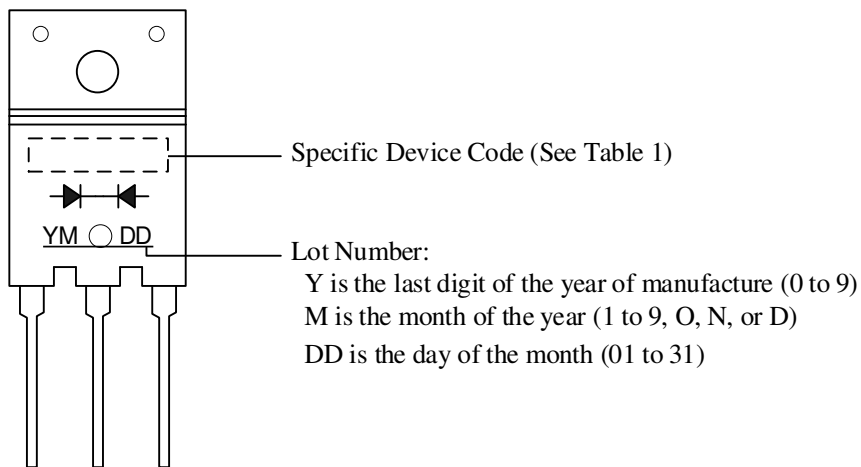 Specific Device Code (See Table 1)
YM DD
Lot Number:
Y is the last digit of the year of manufacture (0 to 9)
M is the month of the year (1 to 9, O, N, or D)
DD is the day of the month (01 to 31)